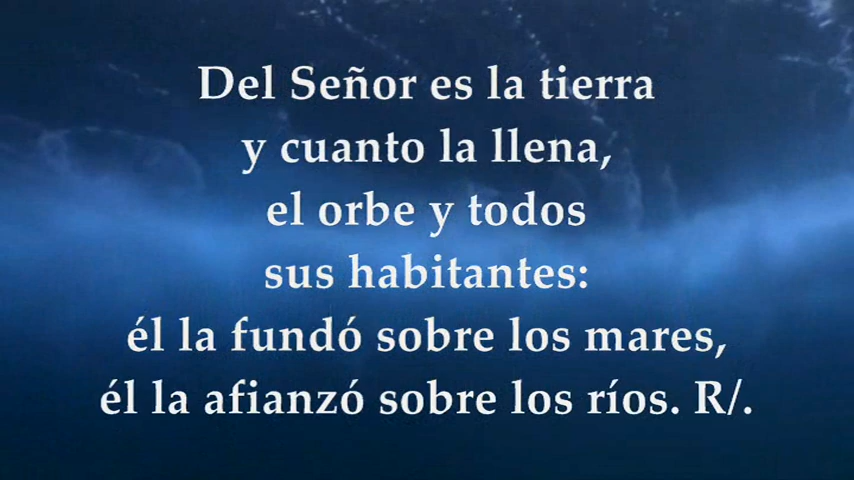 Del Señor es la tierra
y cuanto la llena,
el orbe y todos
sus habitantes:
él la fundó sobre los mares,
él la afianzó sobre los ríos. R/.